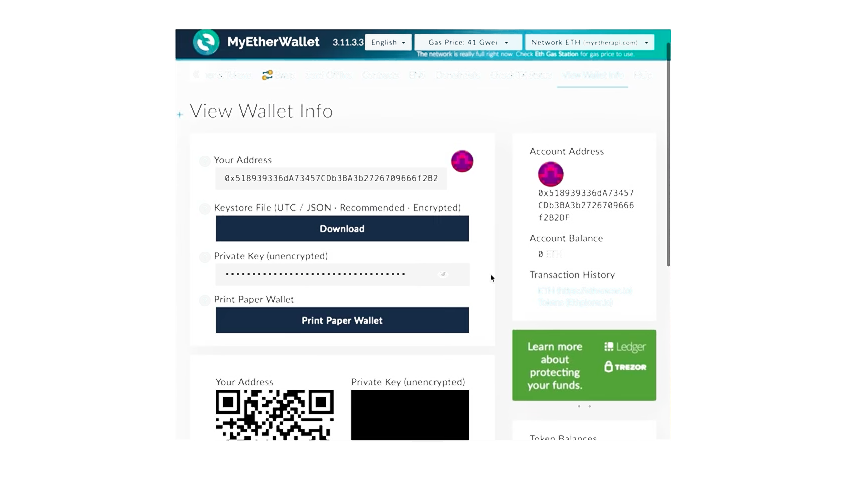 MyEtherWallet
3.11.3.3
English
Gas Price: 41 Gwei
Network ETH (myetherapi.com)
The network is really full right now. Check Eth Gas Station for gas price to use.
View Wallet Info
View Wallet Info
Your Address
0x518939336dA73457CDb3BA3b2726709666f2B2
Keystore File (UTC / JSON · Recommended · Encrypted)
Download
Private Key (unencrypted)
Print Paper Wallet
Print Paper Wallet
Your Address
Private Key (unencrypted)
Account Address
0x518939336dA73457
CDb3BA3b2726709666
f2B2DF
Account Balance
0 ETH
Transaction History
Learn more
about
protecting
your funds.
Ledger
TREZOR
Token Balances